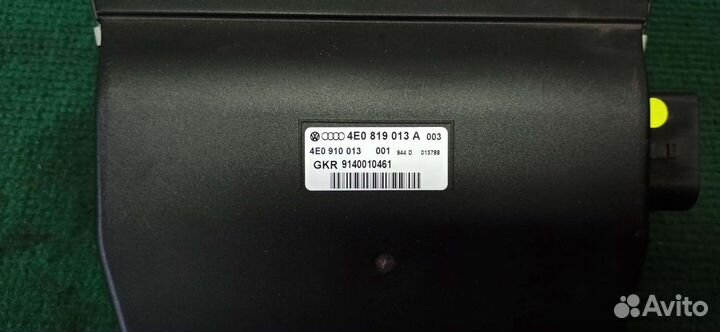 4E0 819 013 A 003
4E0 910 013 001 944 D 013788
GKR 9140010461
Avito